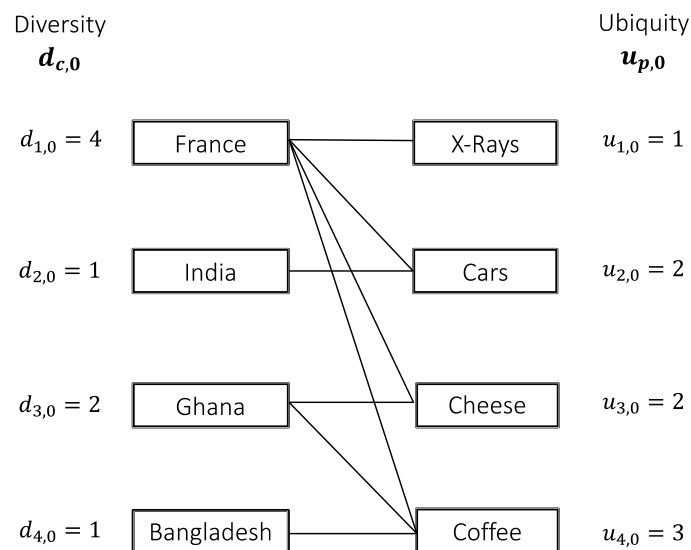 Diversity Ubiquity
d_{c,0} u_{p,0}
d_{1,0} = 4 France X-Rays u_{1,0} = 1
d_{2,0} = 1 India Cars u_{2,0} = 2
d_{3,0} = 2 Ghana Cheese u_{3,0} = 2
d_{4,0} = 1 Bangladesh Coffee u_{4,0} = 3